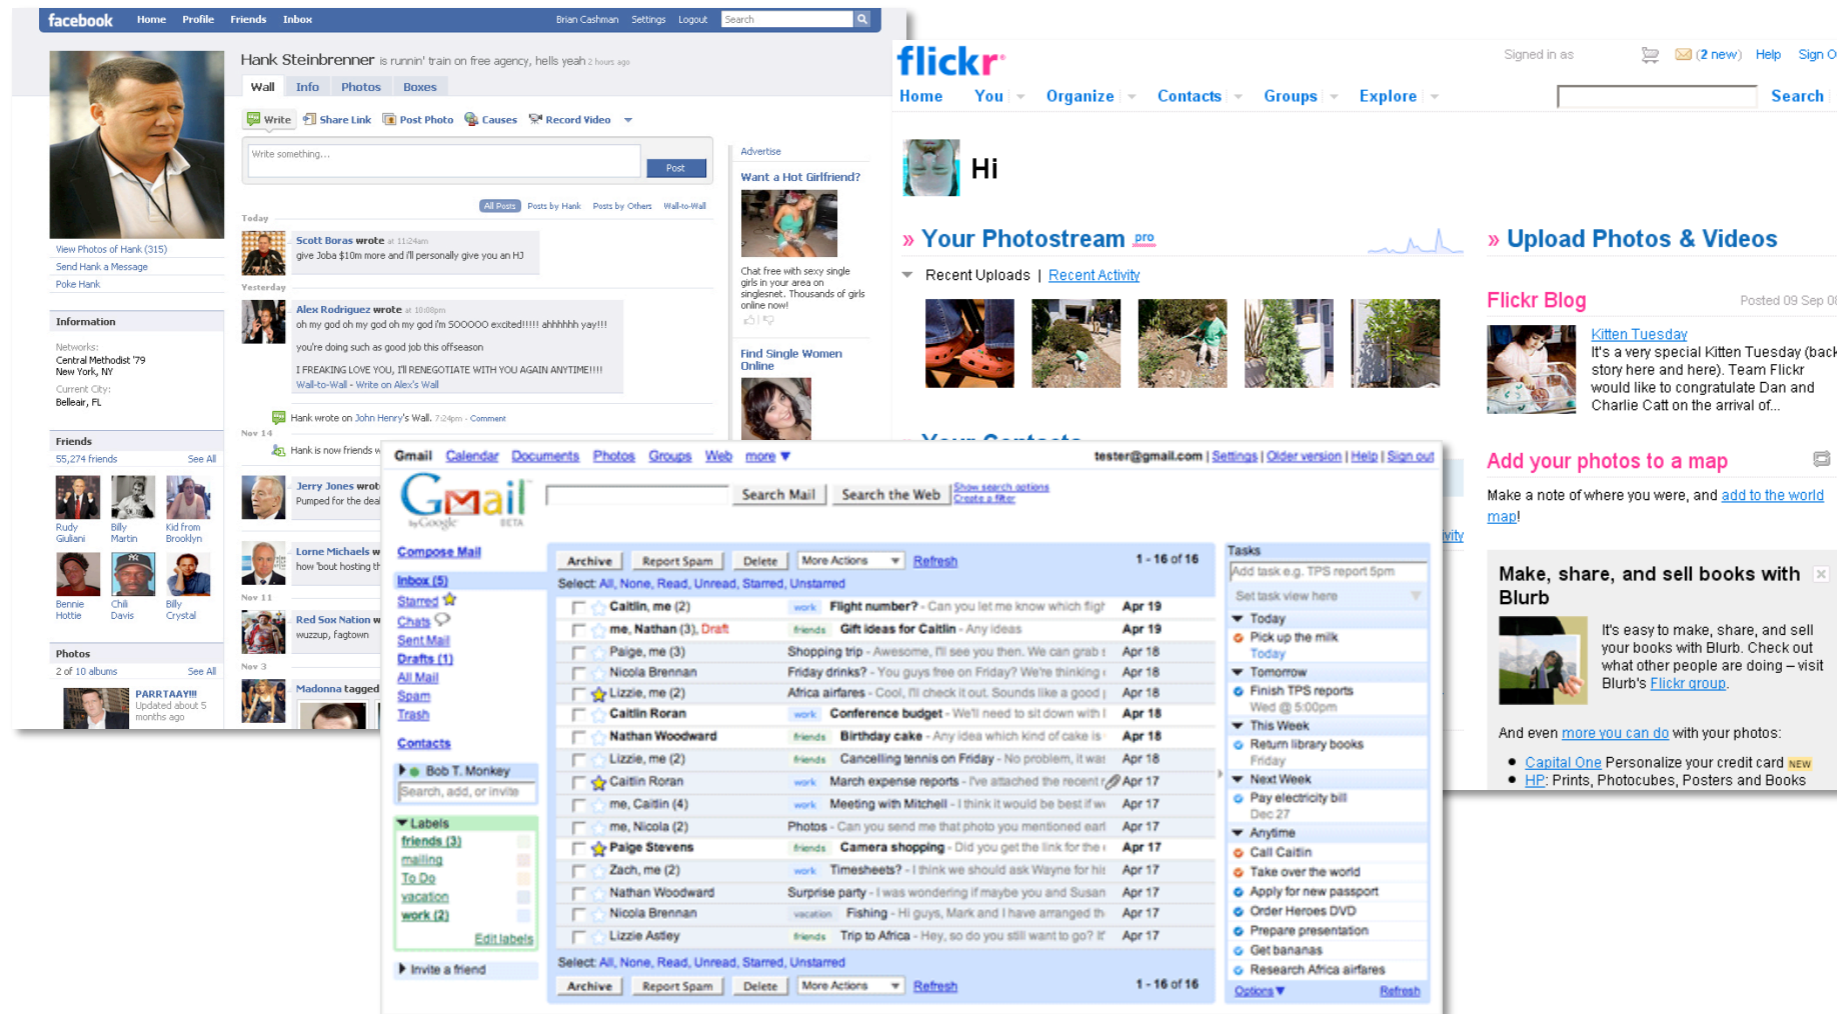 facebook Home Profile Friends Inbox Brian Cashman Settings Logout Search
Hank Steinbrenner is runnin' train on free agency, hells yeah 2 hours ago
Wall Info Photos Boxes
Write Share Link Post Photo Causes Record Video
Write something...
Post
All Posts Posts by Hank Posts by Others Wall-to-Wall
Today
Scott Boras wrote at 11:24am
give Joba $10m more and i'll personally give you an HJ
Yesterday
Alex Rodriguez wrote at 10:08pm
oh my god oh my god oh my god i'm SOOOOO excited!!!!! ahhhhhh yay!!!
you're doing such as good job this offseason
I FREAKING LOVE YOU, I'll RENEGOTIATE WITH YOU AGAIN ANYTIME!!!!
Wall-to-Wall - Write on Alex's Wall
Hank wrote on John Henry's Wall. 7:24pm - Comment
Nov 14
Hank is now friends w
Jerry Jones wrot
Pumped for the deal
Lorne Michaels w
how 'bout hosting th
Nov 11
Red Sox Nation w
wuzzup, fagtown
Nov 3
Madonna tagged
View Photos of Hank (315)
Send Hank a Message
Poke Hank
Information
Networks:
Central Methodist '79
New York, NY
Current City:
Belleair, FL
Friends
55,274 friends See All
Rudy Giuliani
Billy Martin
Kid from Brooklyn
Bennie Hottie
Chili Davis
Billy Crystal
Photos
2 of 10 albums See All
PARRTAAY!!!
Updated about 5
months ago
Advertise
Want a Hot Girlfriend?
Chat free with sexy single
girls in your area on
singlesnet. Thousands of girls
online now!
Find Single Women
Online
flickr
Signed in as (2 new) Help Sign O
Home You Organize Contacts Groups Explore Search
Hi
» Your Photostream pro
Recent Uploads | Recent Activity
» Upload Photos & Videos
Flickr Blog Posted 09 Sep 08
Kitten Tuesday
It's a very special Kitten Tuesday (back
story here and here). Team Flickr
would like to congratulate Dan and
Charlie Catt on the arrival of...
Add your photos to a map
Make a note of where you were, and add to the world
map!
Make, share, and sell books with
Blurb
It's easy to make, share, and sell
your books with Blurb. Check out
what other people are doing – visit
Blurb's Flickr group.
And even more you can do with your photos:
Capital One Personalize your credit card NEW
HP: Prints, Photocubes, Posters and Books
Gmail Calendar Documents Photos Groups Web more
tester@gmail.com | Settings | Older version | Help | Sign out
Gmail
by Google BETA
Search Mail Search the Web Show search options
Create a filter
Compose Mail
Inbox (5)
Starred
Chats
Sent Mail
Drafts (1)
All Mail
Spam
Trash
Contacts
Bob T. Monkey
Search, add, or invite
Labels
friends (3)
mailing
To Do
vacation
work (2)
Edit labels
Invite a friend
Archive Report Spam Delete More Actions Refresh 1 - 16 of 16
Select: All, None, Read, Unread, Starred, Unstarred
Caitlin, me (2) work Flight number? - Can you let me know which fligh Apr 19
me, Nathan (3), Draft friends Gift ideas for Caitlin - Any ideas Apr 19
Paige, me (3) Shopping trip - Awesome, I'll see you then. We can grab s Apr 18
Nicola Brennan Friday drinks? - You guys free on Friday? We're thinking Apr 18
Lizzie, me (2) Africa airfares - Cool, I'll check it out. Sounds like a good Apr 18
Caitlin Roran work Conference budget - We'll need to sit down with Apr 18
Nathan Woodward friends Birthday cake - Any idea which kind of cake is Apr 18
Lizzie, me (2) friends Cancelling tennis on Friday - No problem, it was Apr 18
Caitlin Roran work March expense reports - I've attached the recent Apr 17
me, Caitlin (4) work Meeting with Mitchell - I think it would be best if we Apr 17
me, Nicola (2) Photos - Can you send me that photo you mentioned earl Apr 17
Paige Stevens friends Camera shopping - Did you get the link for the Apr 17
Zach, me (2) work Timesheets? - I think we should ask Wayne for his Apr 17
Nathan Woodward Surprise party - I was wondering if maybe you and Susan Apr 17
Nicola Brennan vacation Fishing - Hi guys, Mark and I have arranged th Apr 17
Lizzie Astley friends Trip to Africa - Hey, so do you still want to go? It' Apr 17
Select: All, None, Read, Unread, Starred, Unstarred
Archive Report Spam Delete More Actions Refresh 1 - 16 of 16
Tasks
Add task e.g. TPS report 5pm
Set task view here
Today
Pick up the milk
Today
Tomorrow
Finish TPS reports
Wed @ 5:00pm
This Week
Return library books
Friday
Next Week
Pay electricity bill
Dec 27
Anytime
Call Caitlin
Take over the world
Apply for new passport
Order Heroes DVD
Prepare presentation
Get bananas
Research Africa airfares
Options Refresh